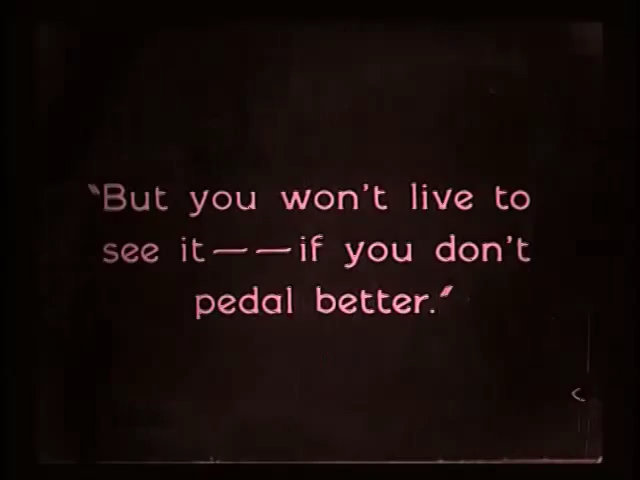 “But you won't live to
see it——if you don't
pedal better.”